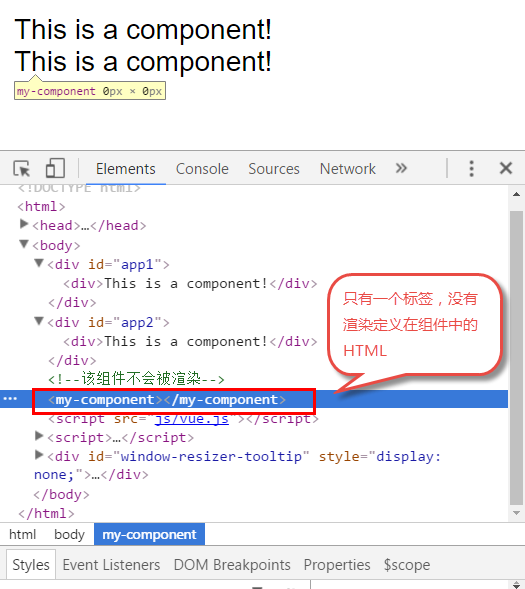 This is a component!
This is a component!
my-component 0px × 0px
Elements Console Sources Network »
<!DOCTYPE html>
<html>
<head>…</head>
<body>
<div id="app1">
<div>This is a component!</div>
</div>
<div id="app2">
<div>This is a component!</div>
</div>
<!--该组件不会被渲染-->
<my-component></my-component>
<script src="js/vue.js"></script>
<script>…</script>
<div id="window-resizer-tooltip" style="display:
none;">…</div>
</body>
</html>
只有一个标签，没有
渲染定义在组件中的
HTML
html body my-component
Styles Event Listeners DOM Breakpoints Properties $scope